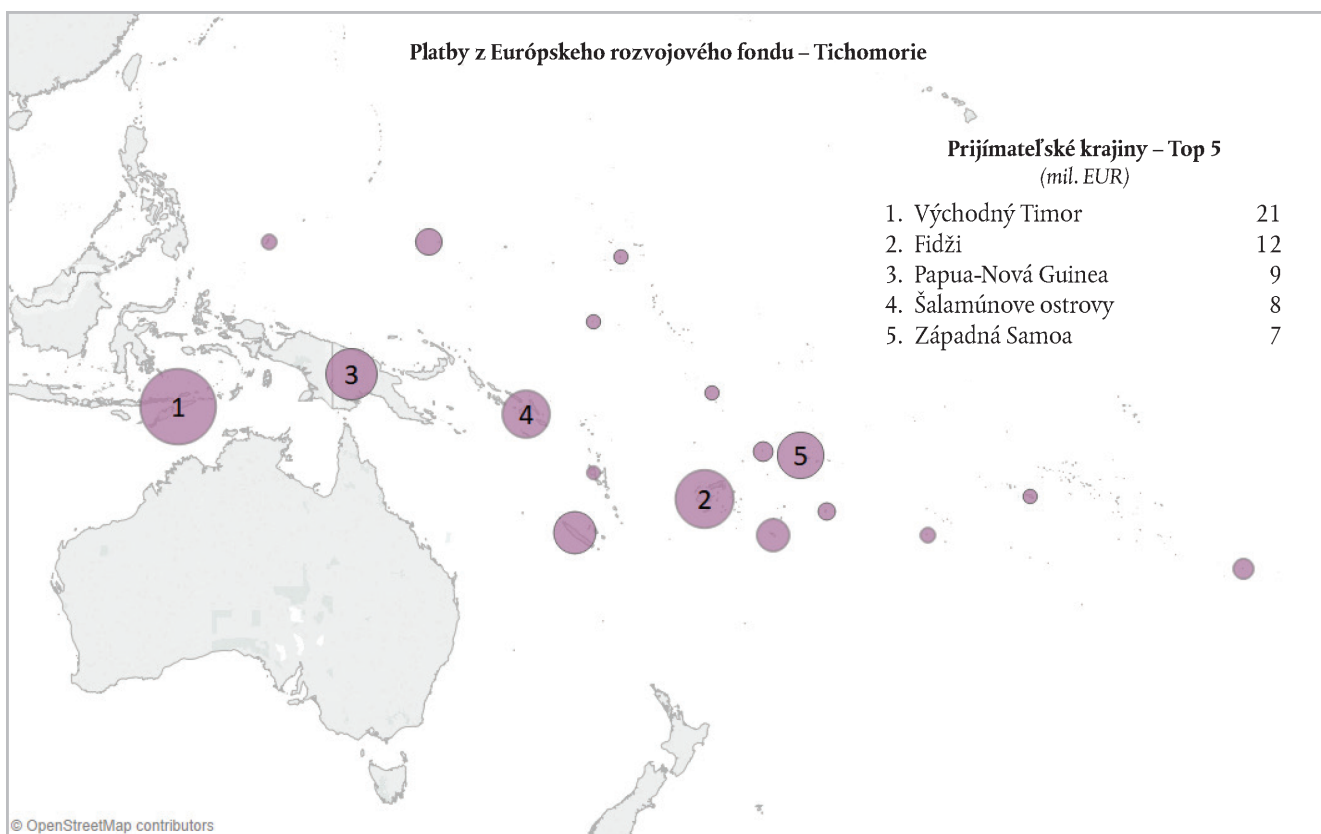 Platby z Európskeho rozvojového fondu – Tichomorie
Prijímateľské krajiny – Top 5
(mil. EUR)
1. Východný Timor 21
2. Fidži 12
3. Papua-Nová Guinea 9
4. Šalamúnove ostrovy 8
5. Západná Samoa 7
3
1
4
5
2
© OpenStreetMap contributors